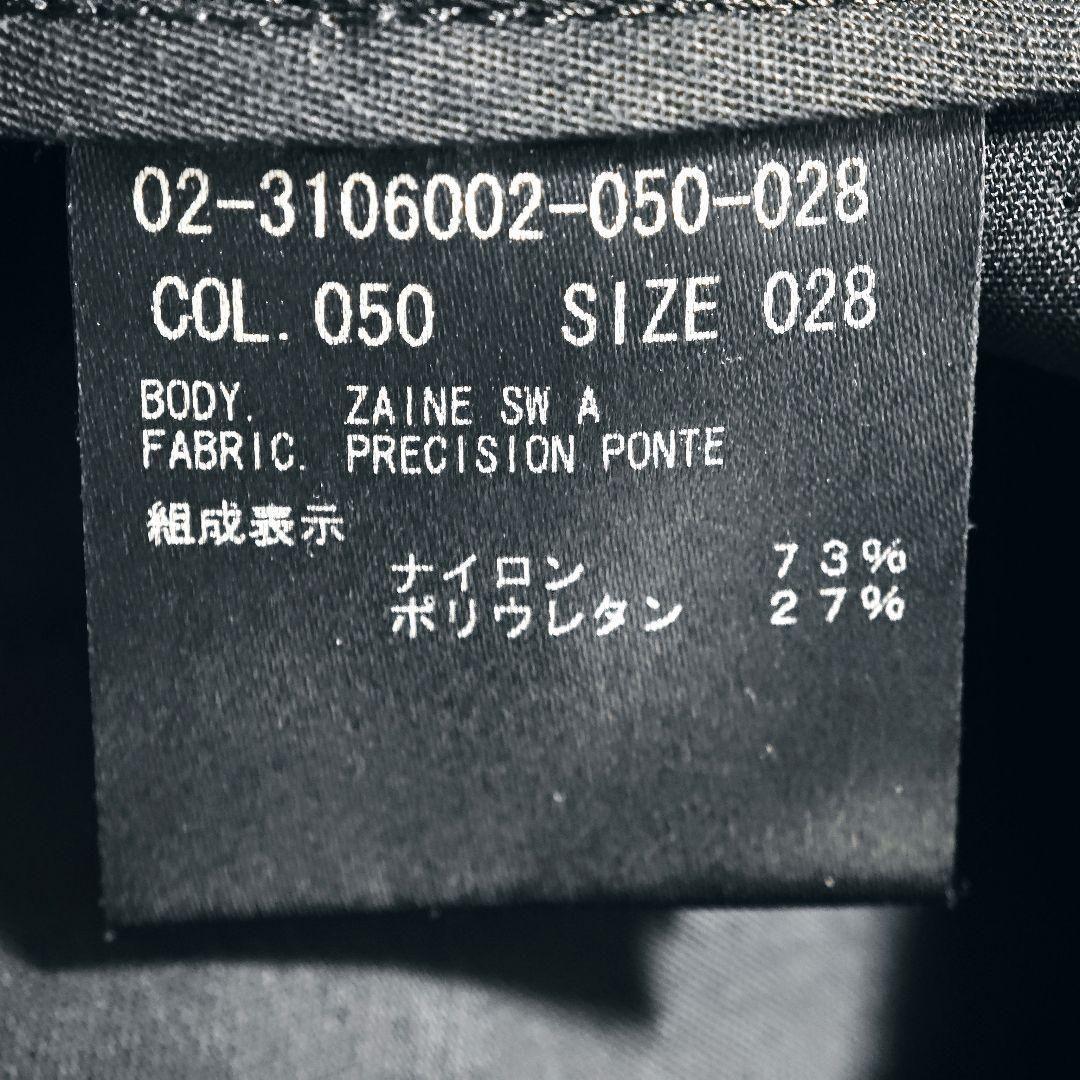 02-3106002-050-028
COL. 050 SIZE 028
BODY. ZAINE SW A
FABRIC. PRECISION PONTE
組成表示
ナイロン 73%
ポリウレタン 27%